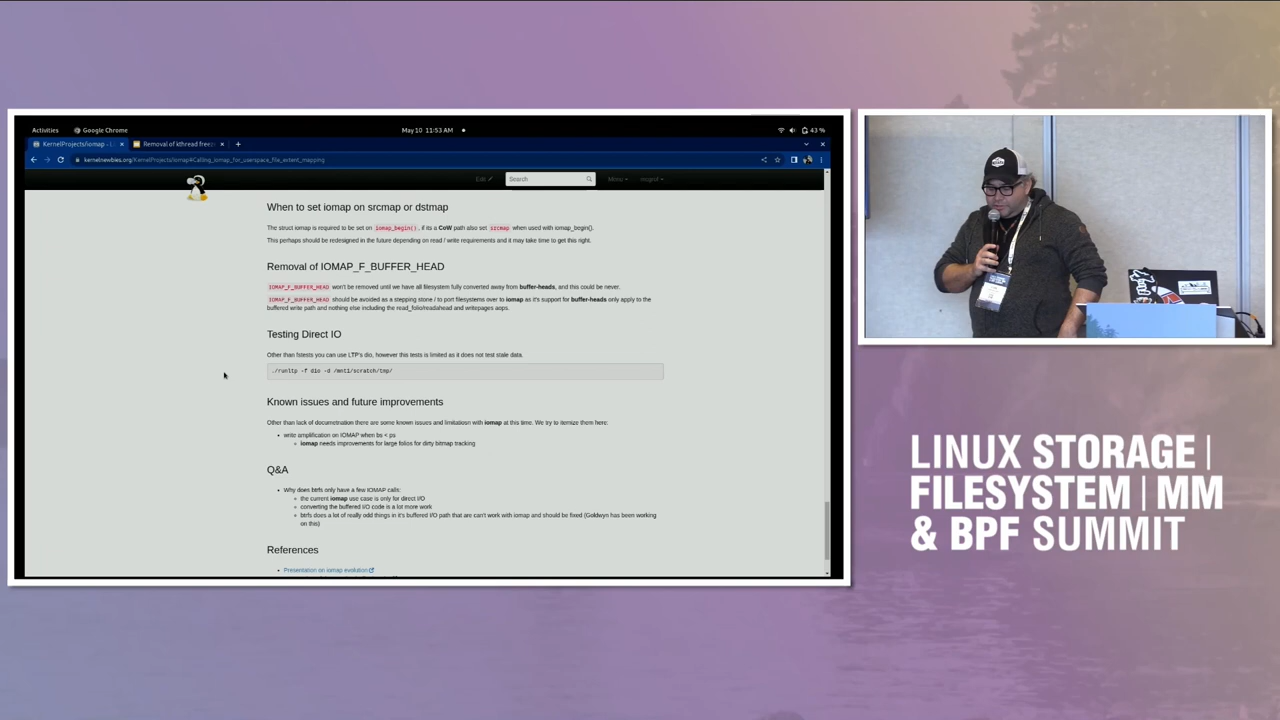 Activities
Google Chrome
May 10 11:53 AM
43 %
KernelProjects/iomap - L
Removal of kthread freez
kernelnewbies.org/KernelProjects/iomap#Calling_iomap_for_userspace_file_extent_mapping
Edit
Search
Menu
mcgrof
When to set iomap on srcmap or dstmap
The struct iomap is required to be set on iomap_begin(), if its a CoW path also set srcmap when used with iomap_begin().
This perhaps should be redesigned in the future depending on read / write requirements and it may take time to get this right.
Removal of IOMAP_F_BUFFER_HEAD
IOMAP_F_BUFFER_HEAD won't be removed until we have all filesystem fully converted away from buffer-heads, and this could be never.
IOMAP_F_BUFFER_HEAD should be avoided as a stepping stone / to port filesystems over to iomap as it's support for buffer-heads only apply to the
buffered write path and nothing else including the read_folio/readahead and writepages aops.
Testing Direct IO
Other than fstests you can use LTP's dio, however this tests is limited as it does not test stale data.
./runltp -f dio -d /mnt1/scratch/tmp/
Known issues and future improvements
Other than lack of documetnation there are some known issues and limitatiosn with iomap at this time. We try to itemize them here:
write amplification on IOMAP when bs < ps
iomap needs improvements for large folios for dirty bitmap tracking
Q&A
Why does btrfs only have a few IOMAP calls:
the current iomap use case is only for direct I/O
converting the buffered I/O code is a lot more work
btrfs does a lot of really odd things in it's buffered I/O path that are can't work with iomap and should be fixed (Goldwyn has been working
on this)
References
Presentation on iomap evolution
LINUX STORAGE |
FILESYSTEM | MM
& BPF SUMMIT